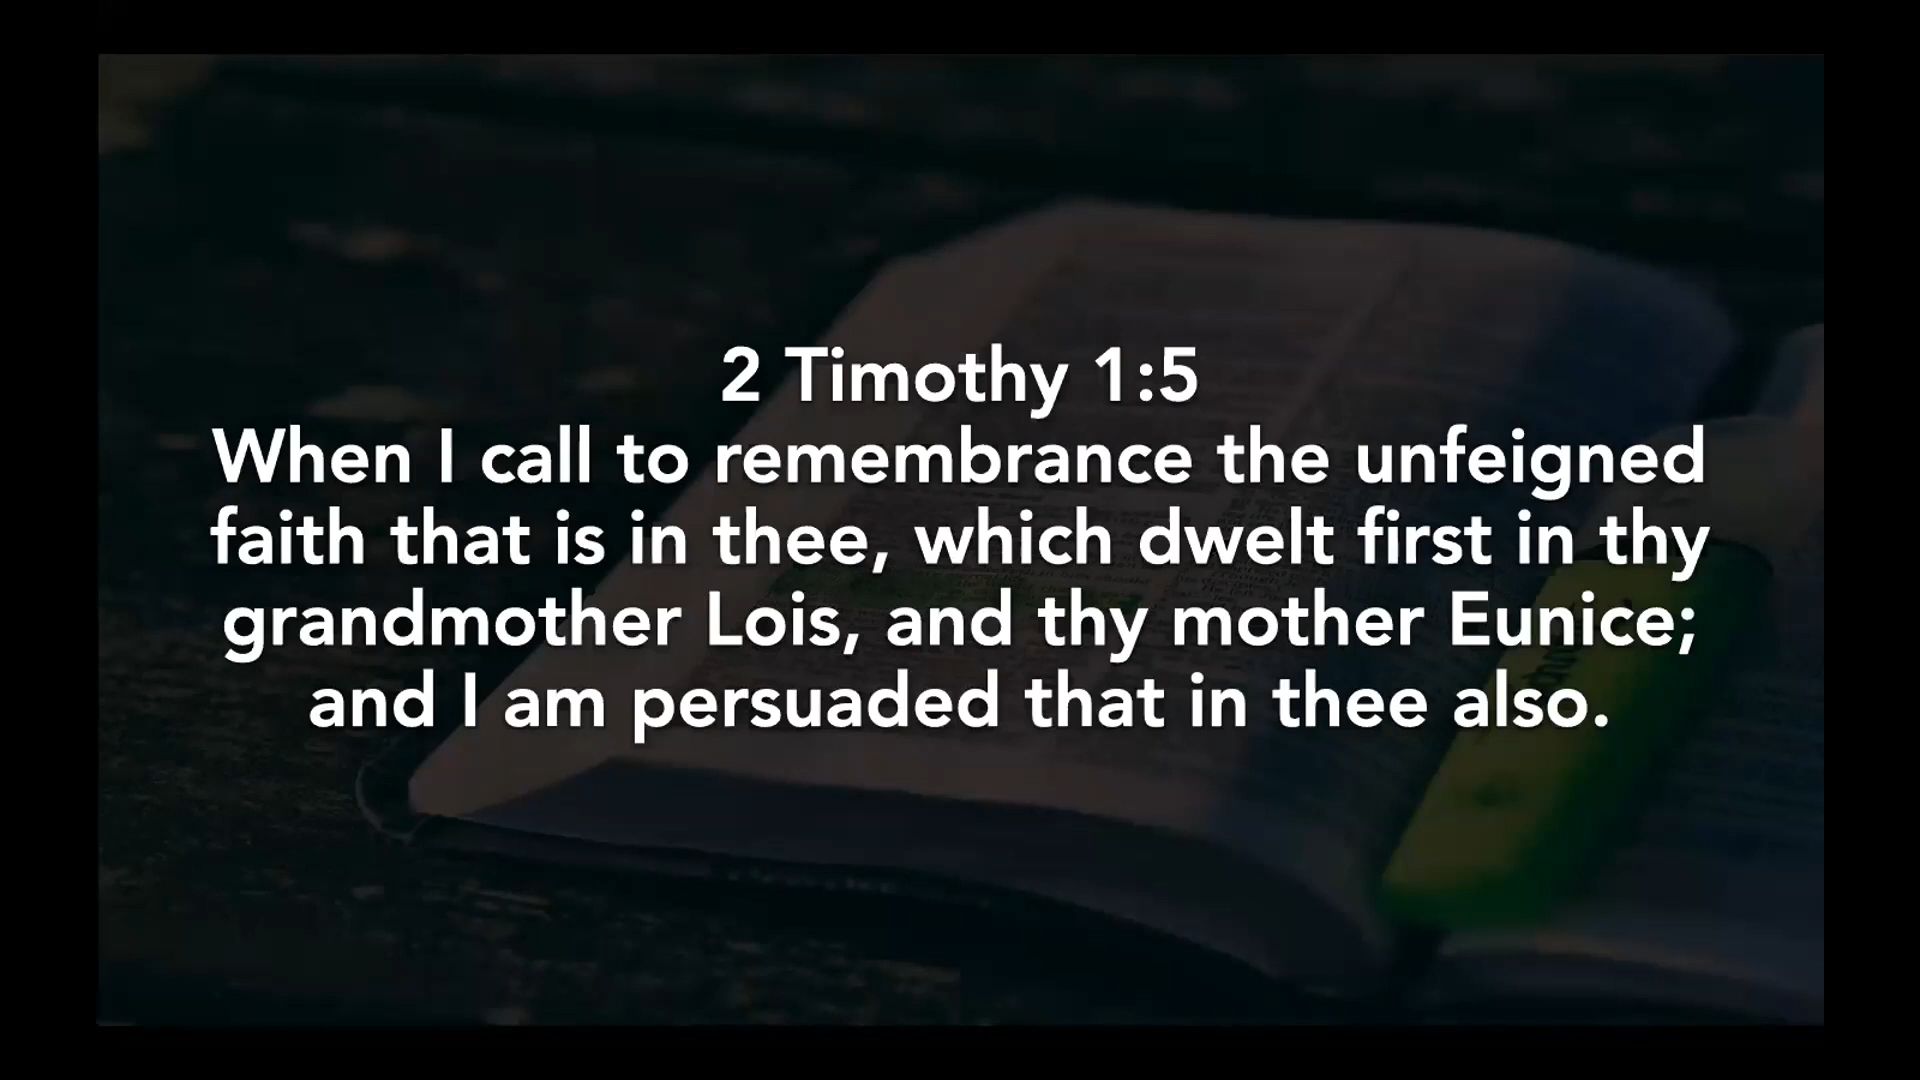 2 Timothy 1:5
When I call to remembrance the unfeigned
faith that is in thee, which dwelt first in thy
grandmother Lois, and thy mother Eunice;
and I am persuaded that in thee also.